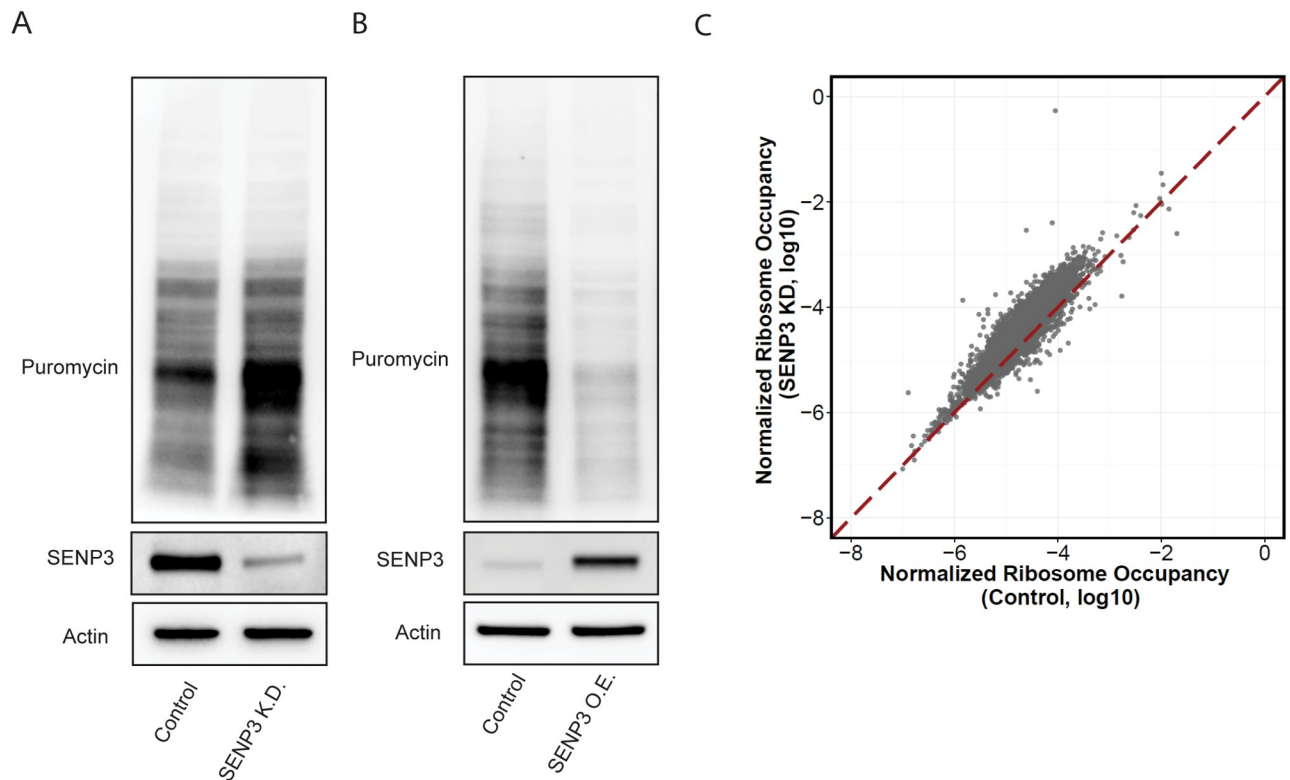 A
B
C
Puromycin
SENP3
Actin
Control
SENP3 K.D.
Puromycin
SENP3
Actin
Control
SENP3 O.E.
Normalized Ribosome Occupancy
(SENP3 KD, log10)
0
−2
−4
−6
−8
−8
−6
−4
−2
0
Normalized Ribosome Occupancy
(Control, log10)